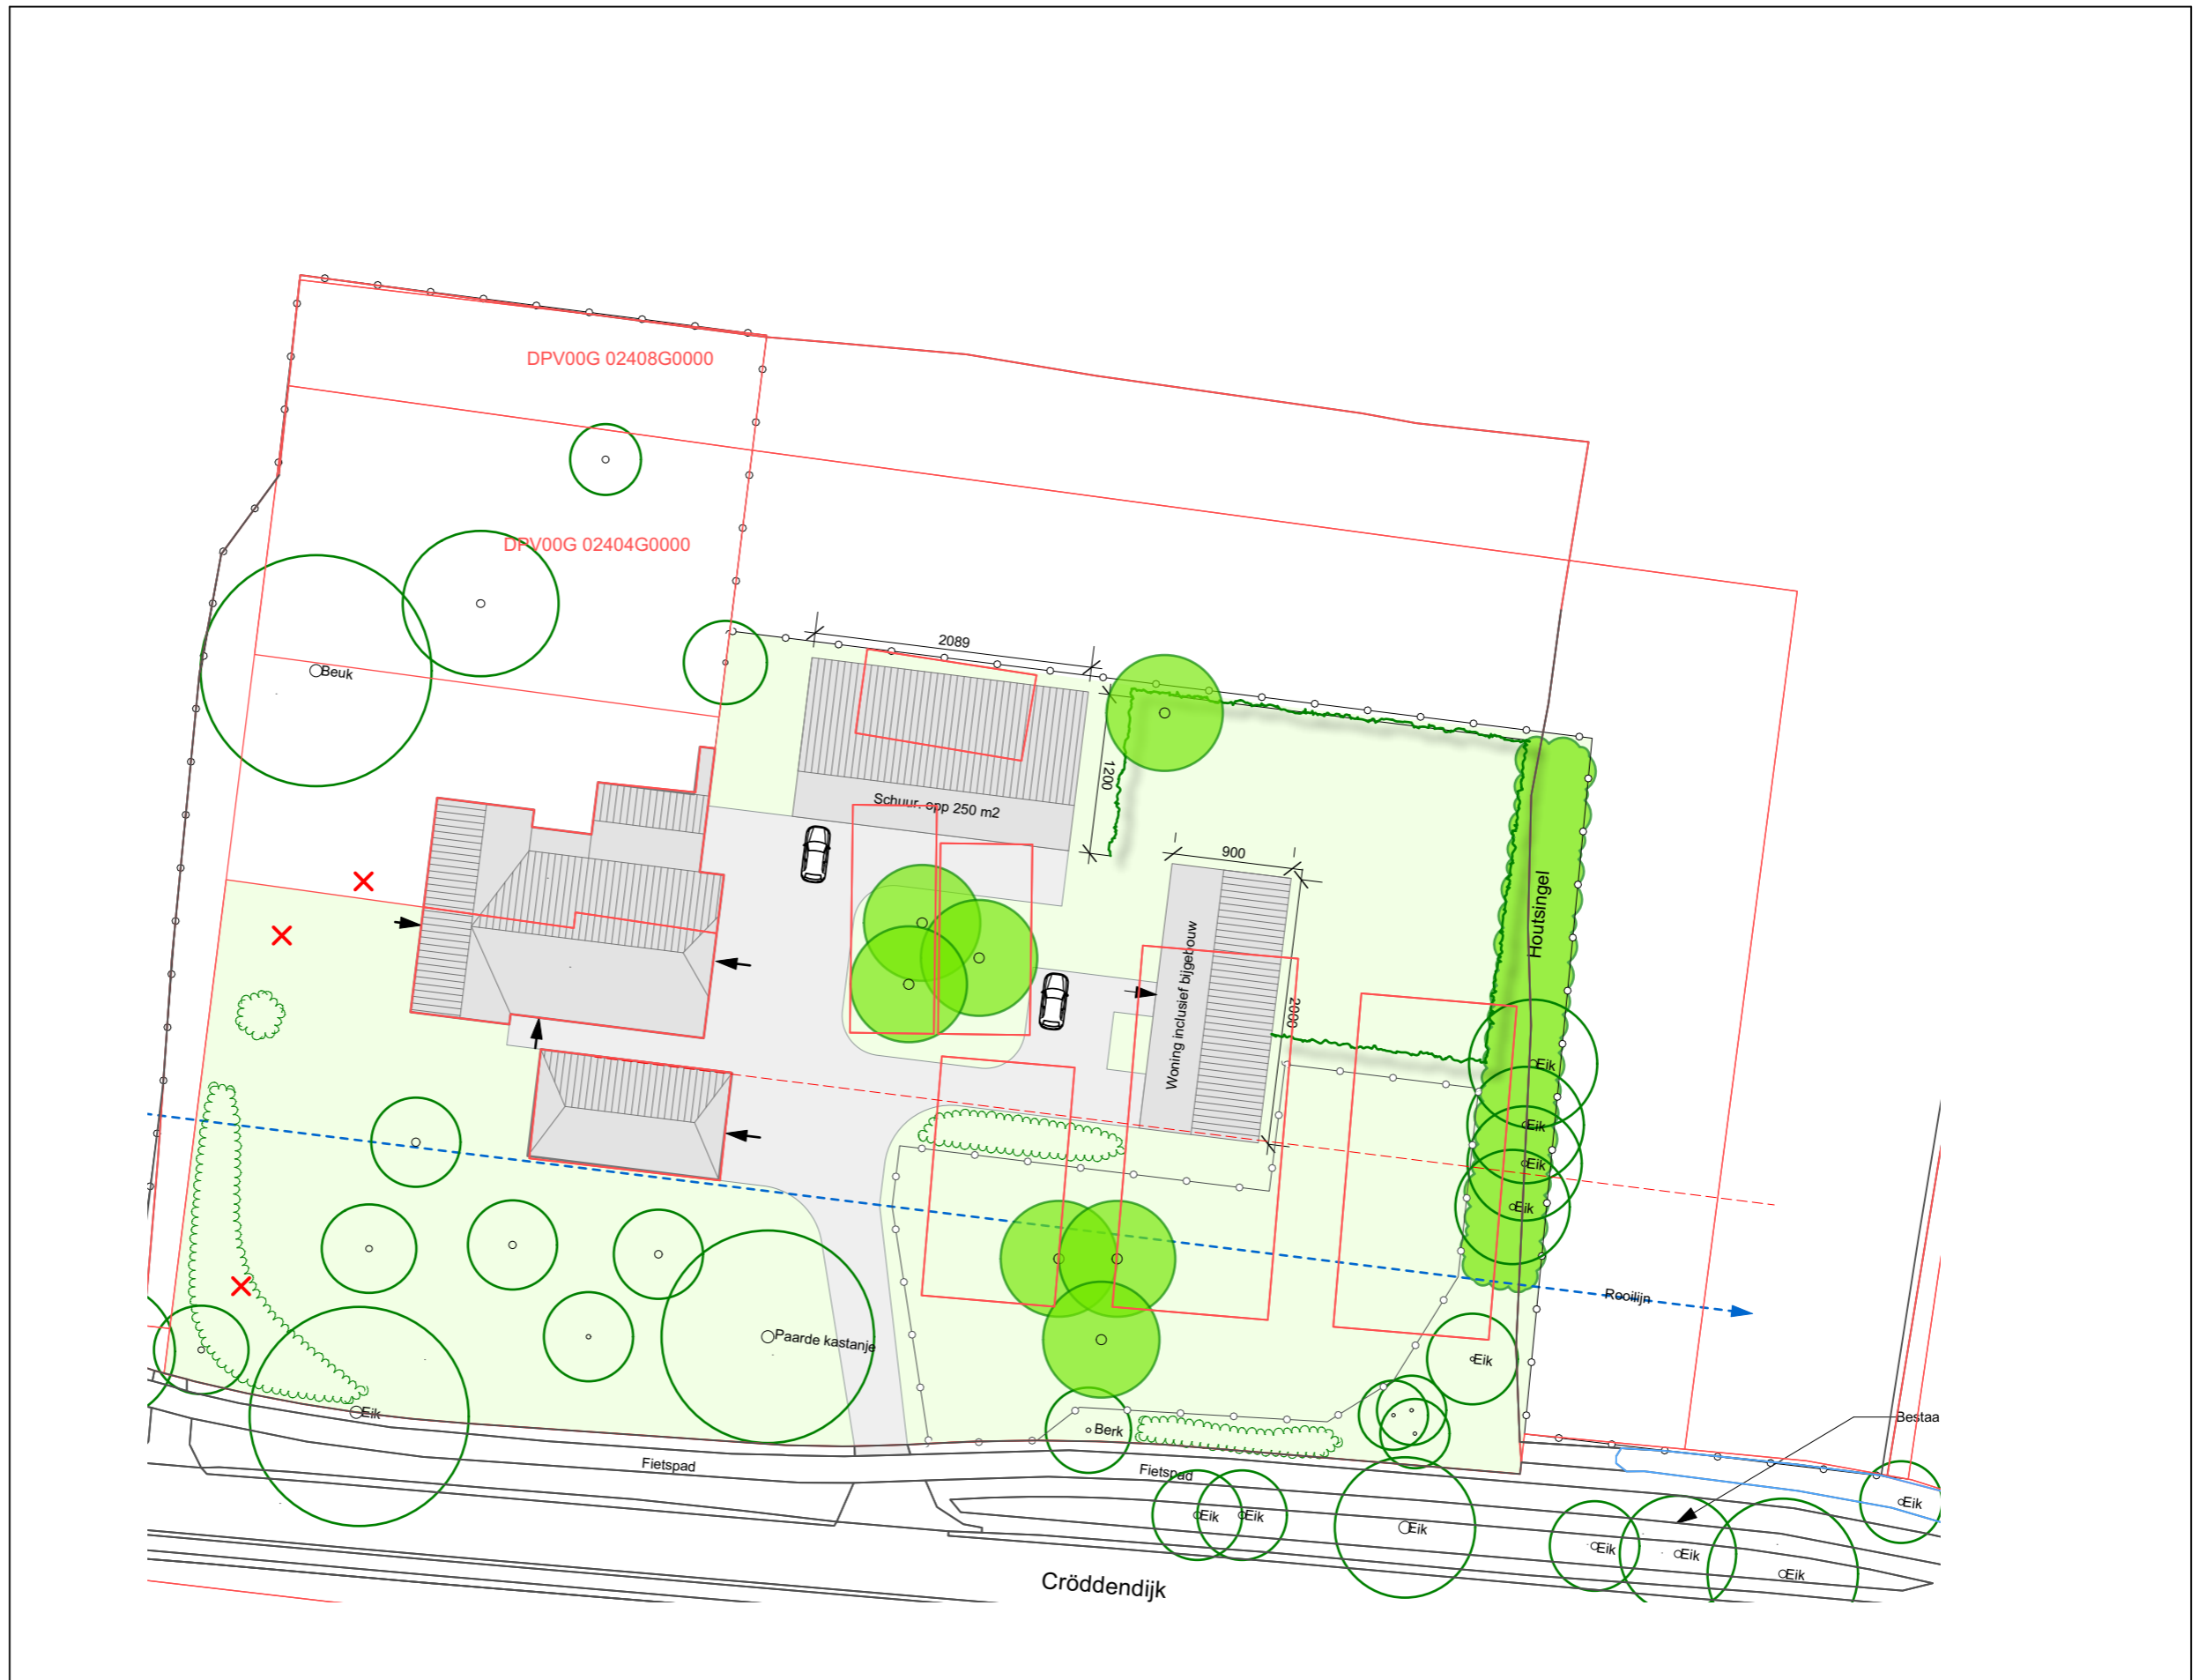 DPV00G 02408G0000
DPV00G 02404G0000
2089
Beuk
1200
Schuur, opp 250 m2
900
Houtsingel
Woning inclusief bijgebouw
2000
Eik
Eik
Eik
Eik
Rooilijn
Paarde kastanje
Eik
Eik
Berk
Bestaa
Fietspad
Fietspad
Eik
Eik
Eik
Eik
Eik
Eik
Eik
Cröddendijk